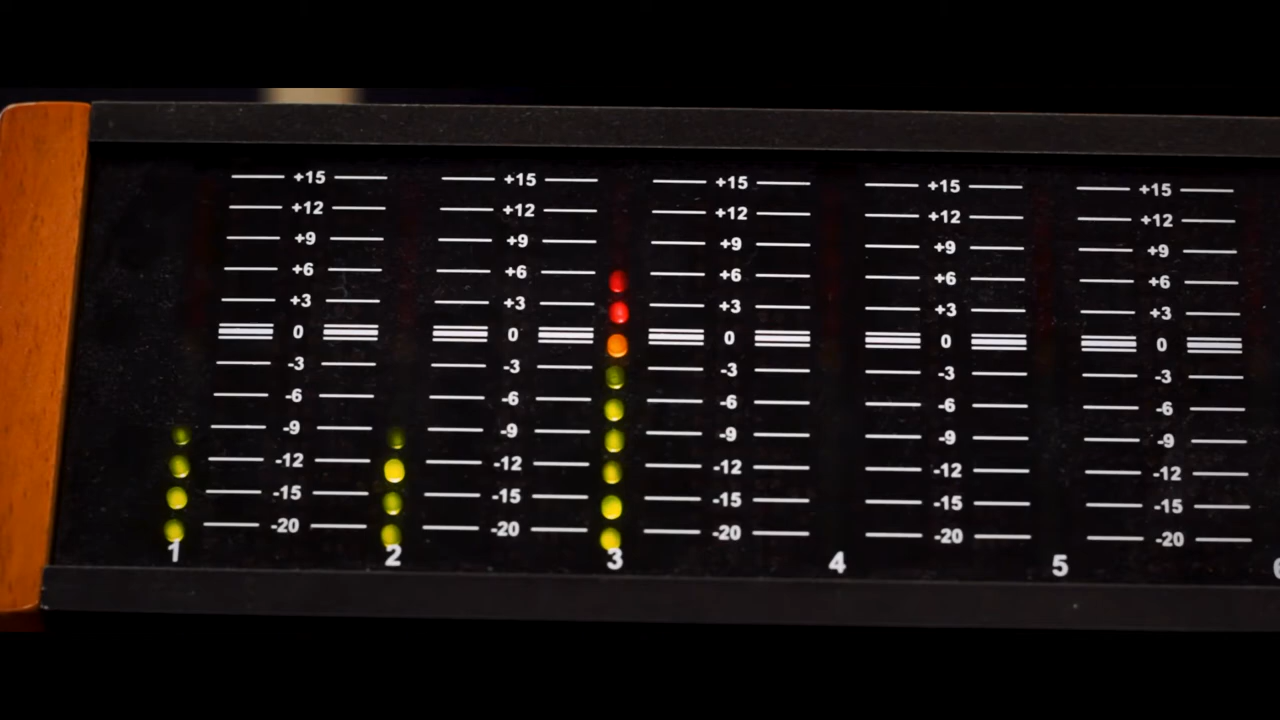 +15 +15 +15 +15 +15
+12 +12 +12 +12 +12
+9 +9 +9 +9 +9
+6 +6 +6 +6 +6
+3 +3 +3 +3 +3
0 0 0 0 0
-3 -3 -3 -3 -3
-6 -6 -6 -6 -6
-9 -9 -9 -9 -9
-12 -12 -12 -12 -12
-15 -15 -15 -15 -15
-20 -20 -20 -20 -20
1 2 3 4 5